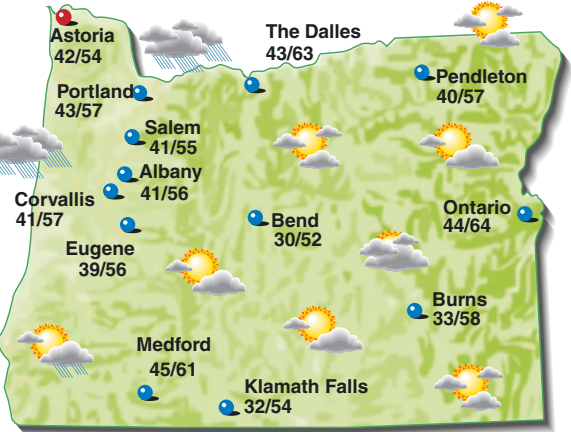 Astoria
42/54
The Dalles
43/63
Portland
43/57
Pendleton
40/57
Salem
41/55
Albany
41/56
Corvallis
41/57
Eugene
39/56
Bend
30/52
Ontario
44/64
Burns
33/58
Medford
45/61
Klamath Falls
32/54